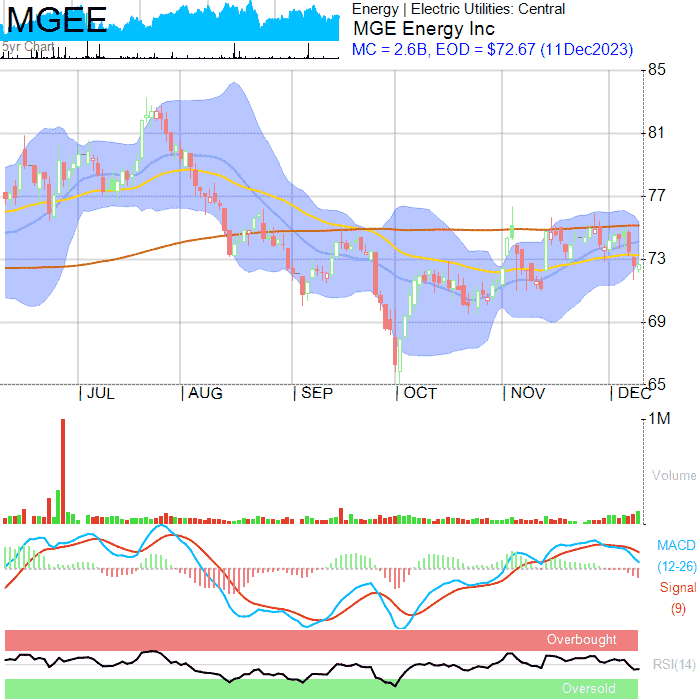 MGEE
5yr Chart
Energy | Electric Utilities: Central
MGE Energy Inc
MC = 2.6B, EOD = $72.67 (11Dec2023)
85
81
77
73
69
65
| JUL
| AUG
| SEP
| OCT
| NOV
| DEC
1M
Volume
MACD
(12-26)
Signal
(9)
Overbought
RSI(14)
Oversold